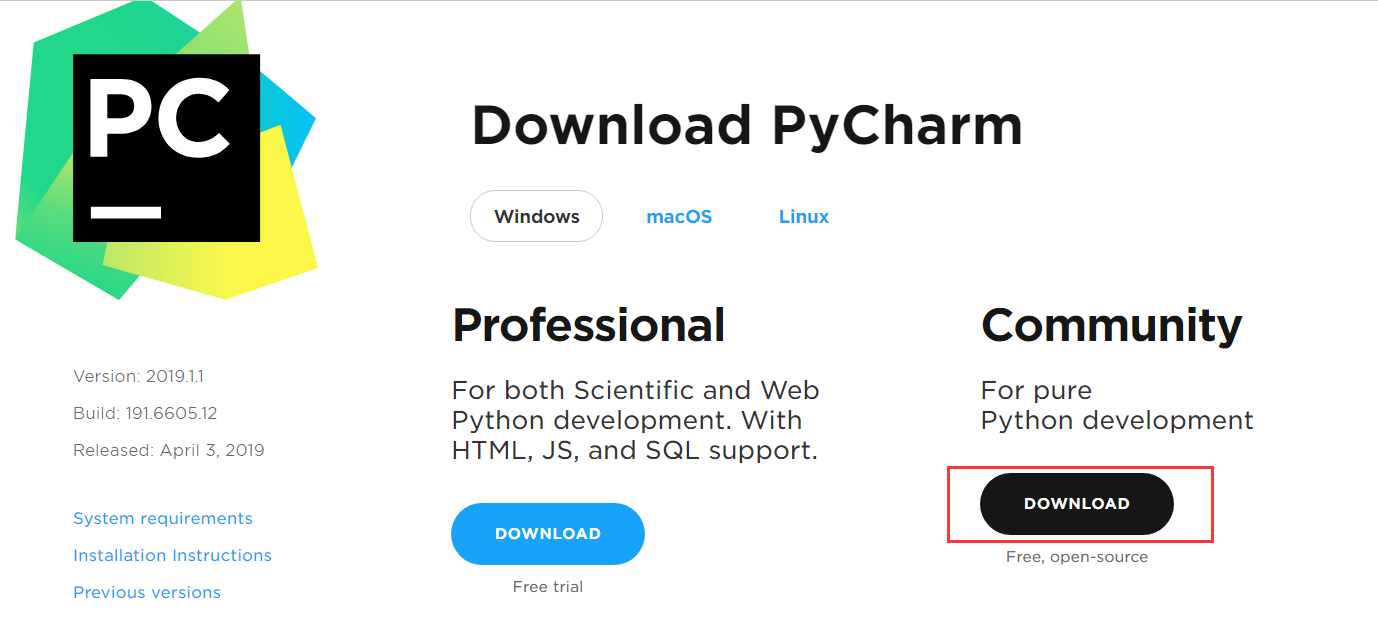 PC
Download PyCharm
Windows
macOS
Linux
Professional
For both Scientific and Web
Python development. With
HTML, JS, and SQL support.
DOWNLOAD
Free trial
Community
For pure
Python development
DOWNLOAD
Free, open-source
Version: 2019.1.1
Build: 191.6605.12
Released: April 3, 2019
System requirements
Installation Instructions
Previous versions